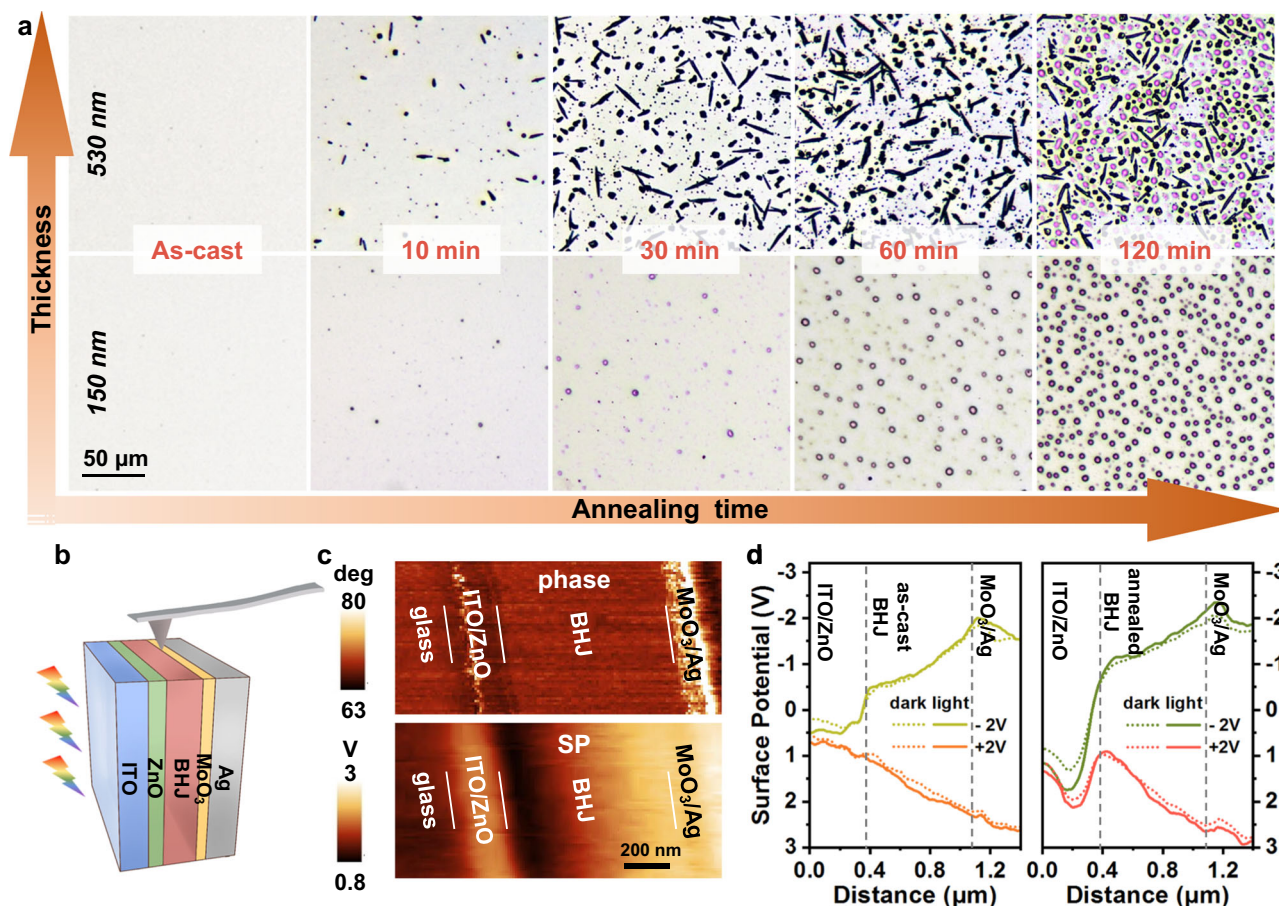 a
Thickness
530 nm
150 nm
As-cast
10 min
30 min
60 min
120 min
50 μm
Annealing time
b
ITO
ZnO
BHJ
MoO3
Ag
c
deg
80
63
phase
glass
ITO/ZnO
BHJ
MoO3/Ag
V
3
0.8
SP
glass
ITO/ZnO
BHJ
MoO3/Ag
200 nm
d
Surface Potential (V)
-3
-2
-1
0
1
2
3
ITO/ZnO
as-cast
BHJ
MoO3/Ag
dark light
- 2V
+2V
0.0 0.4 0.8 1.2
Distance (μm)
ITO/ZnO
annealed
BHJ
MoO3/Ag
dark light
- 2V
+2V
0.0 0.4 0.8 1.2
Distance (μm)
-3
-2
-1
0
1
2
3